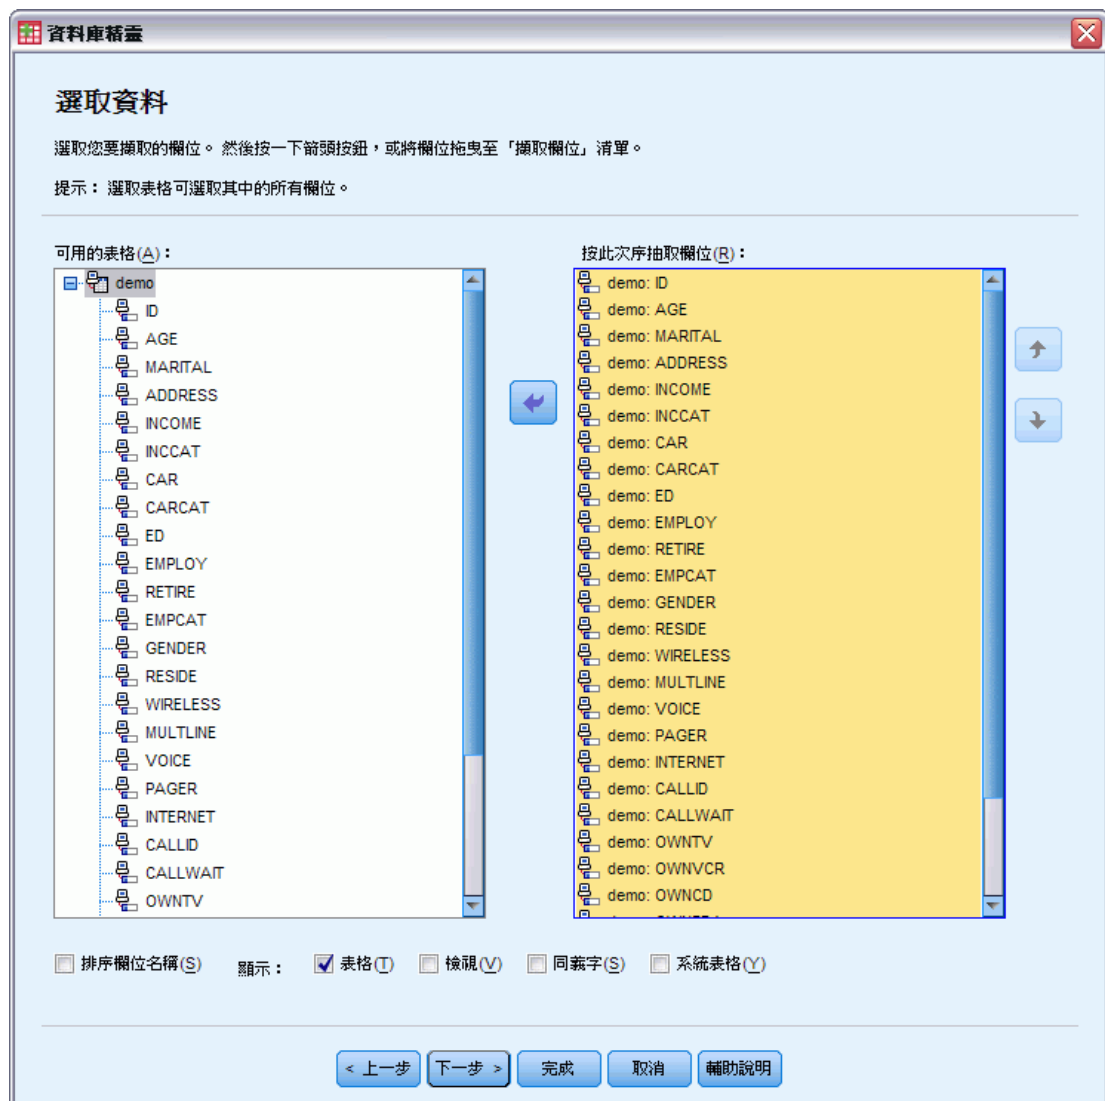 資料庫精靈
選取資料
選取您要擷取的欄位。 然後按一下箭頭按鈕，或將欄位拖曳至「擷取欄位」清單。
提示： 選取表格可選取其中的所有欄位。
可用的表格(A)：
demo
ID
AGE
MARITAL
ADDRESS
INCOME
INCCAT
CAR
CARCAT
ED
EMPLOY
RETIRE
EMPCAT
GENDER
RESIDE
WIRELESS
MULTLINE
VOICE
PAGER
INTERNET
CALLID
CALLWAIT
OWNTV
按此次序抽取欄位(R)：
demo: ID
demo: AGE
demo: MARITAL
demo: ADDRESS
demo: INCOME
demo: INCCAT
demo: CAR
demo: CARCAT
demo: ED
demo: EMPLOY
demo: RETIRE
demo: EMPCAT
demo: GENDER
demo: RESIDE
demo: WIRELESS
demo: MULTLINE
demo: VOICE
demo: PAGER
demo: INTERNET
demo: CALLID
demo: CALLWAIT
demo: OWNTV
demo: OWNVCR
demo: OWNCD
排序欄位名稱(S) 顯示： 表格(T) 檢視(V) 同義字(S) 系統表格(Y)
< 上一步 下一步 > 完成 取消 輔助說明